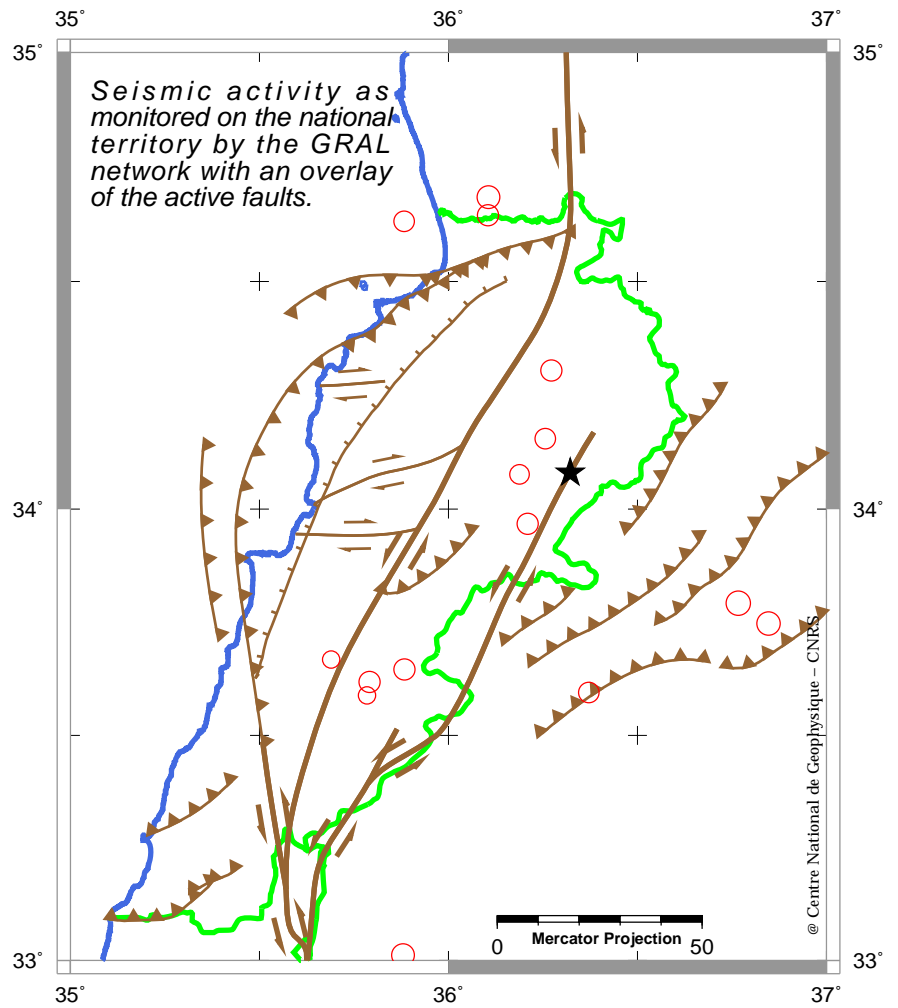 35°
36°
37°
35°
35°
Seismic activity as
monitored on the national
territory by the GRAL
network with an overlay
of the active faults.
34°
34°
@ Centre National de Geophysique – CNRS
Mercator Projection
0
50
33°
33°
35°
36°
37°